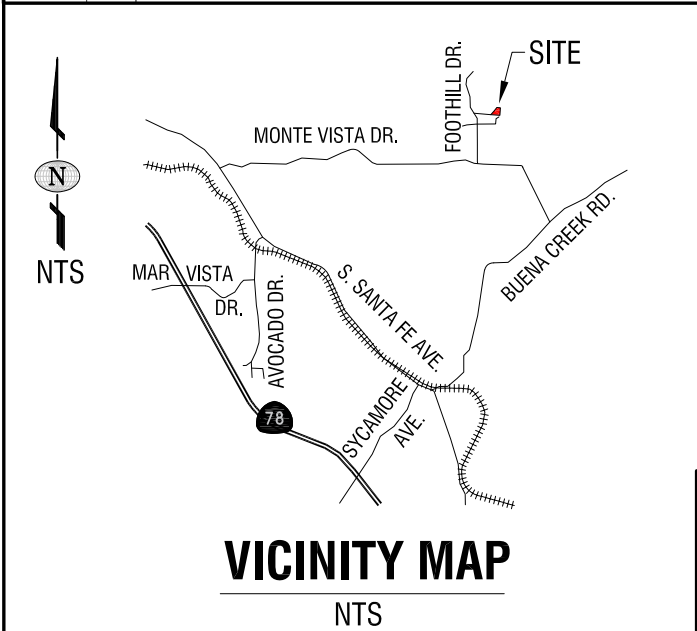 SITE
FOOTHILL DR.
MONTE VISTA DR.
N
NTS
BUENA CREEK RD.
MAR VISTA
DR.
AVOCADO DR.
S. SANTA FE AVE.
78
SYCAMORE
AVE.
VICINITY MAP
NTS